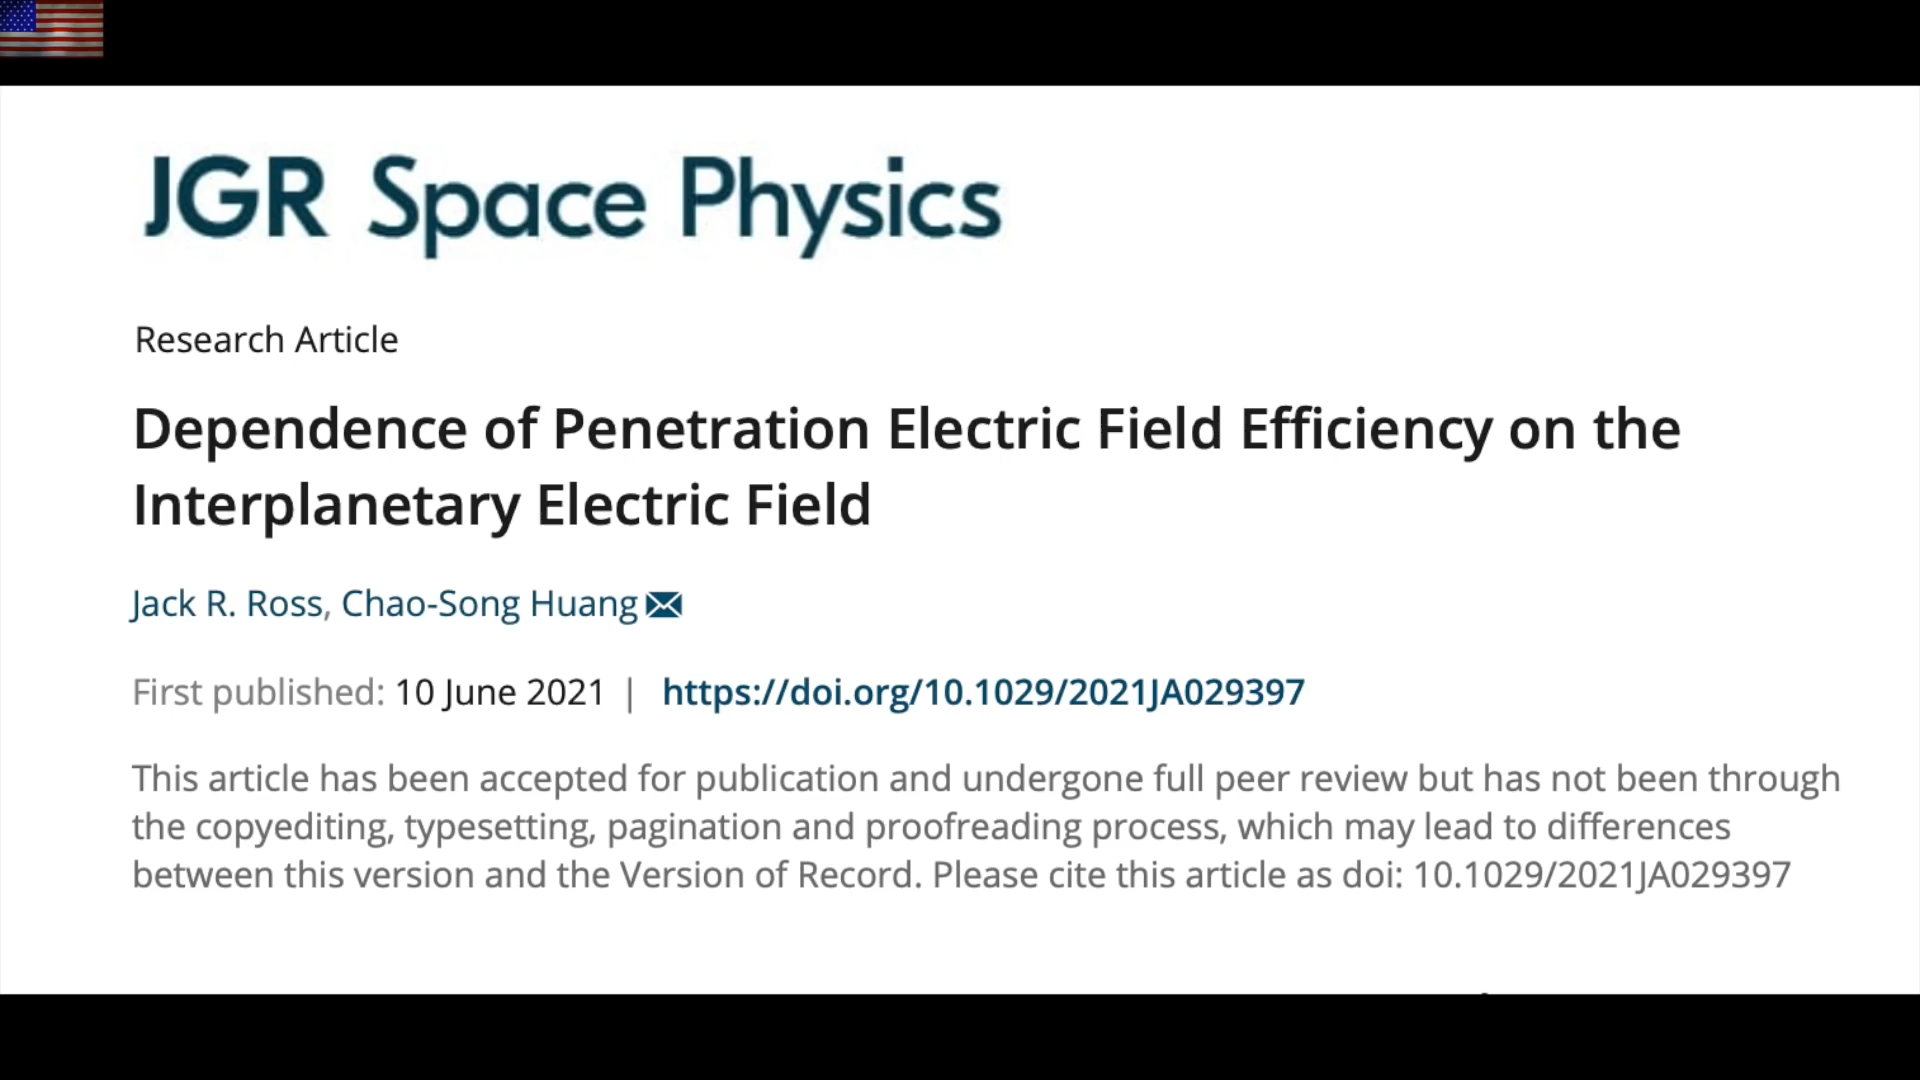 JGR Space Physics
Research Article
Dependence of Penetration Electric Field Efficiency on the
Interplanetary Electric Field
Jack R. Ross, Chao-Song Huang
First published: 10 June 2021 | https://doi.org/10.1029/2021JA029397
This article has been accepted for publication and undergone full peer review but has not been through
the copyediting, typesetting, pagination and proofreading process, which may lead to differences
between this version and the Version of Record. Please cite this article as doi: 10.1029/2021JA029397